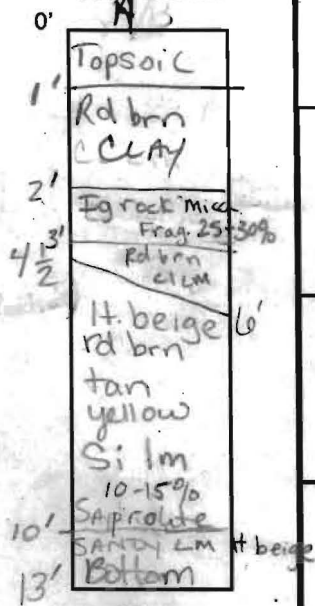 0'
Topsoil
1'
Rd brn
CLAY
2'
Ig rock Mica
Frag. 25-30%
3'
Rd brn
cl LM
4 1/2
6'
lt. beige
rd brn
tan
yellow
Si lm
10-15%
SAprolite
10'
SANDY LM lt beige
Bottom
13'